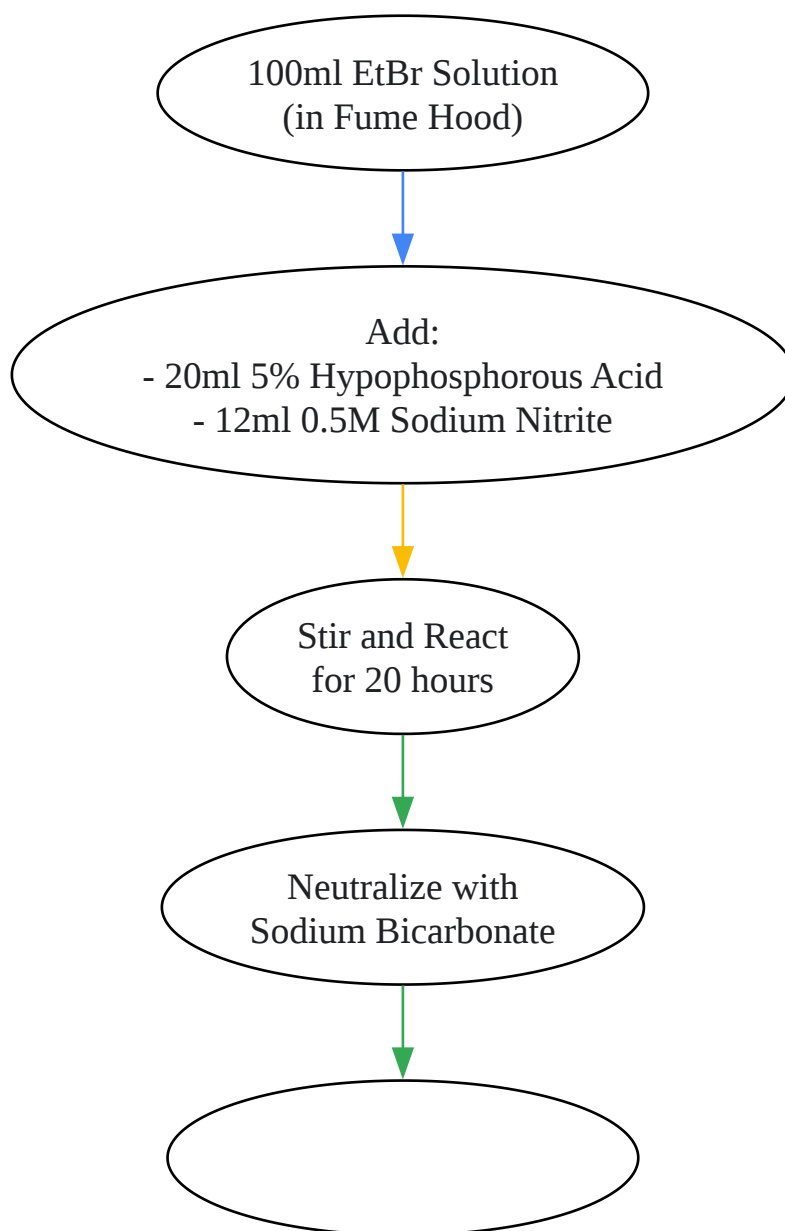 100ml EtBr Solution
(in Fume Hood)
Add:
- 20ml 5% Hypophosphorous Acid
- 12ml 0.5M Sodium Nitrite
Stir and React
for 20 hours
Neutralize with
Sodium Bicarbonate